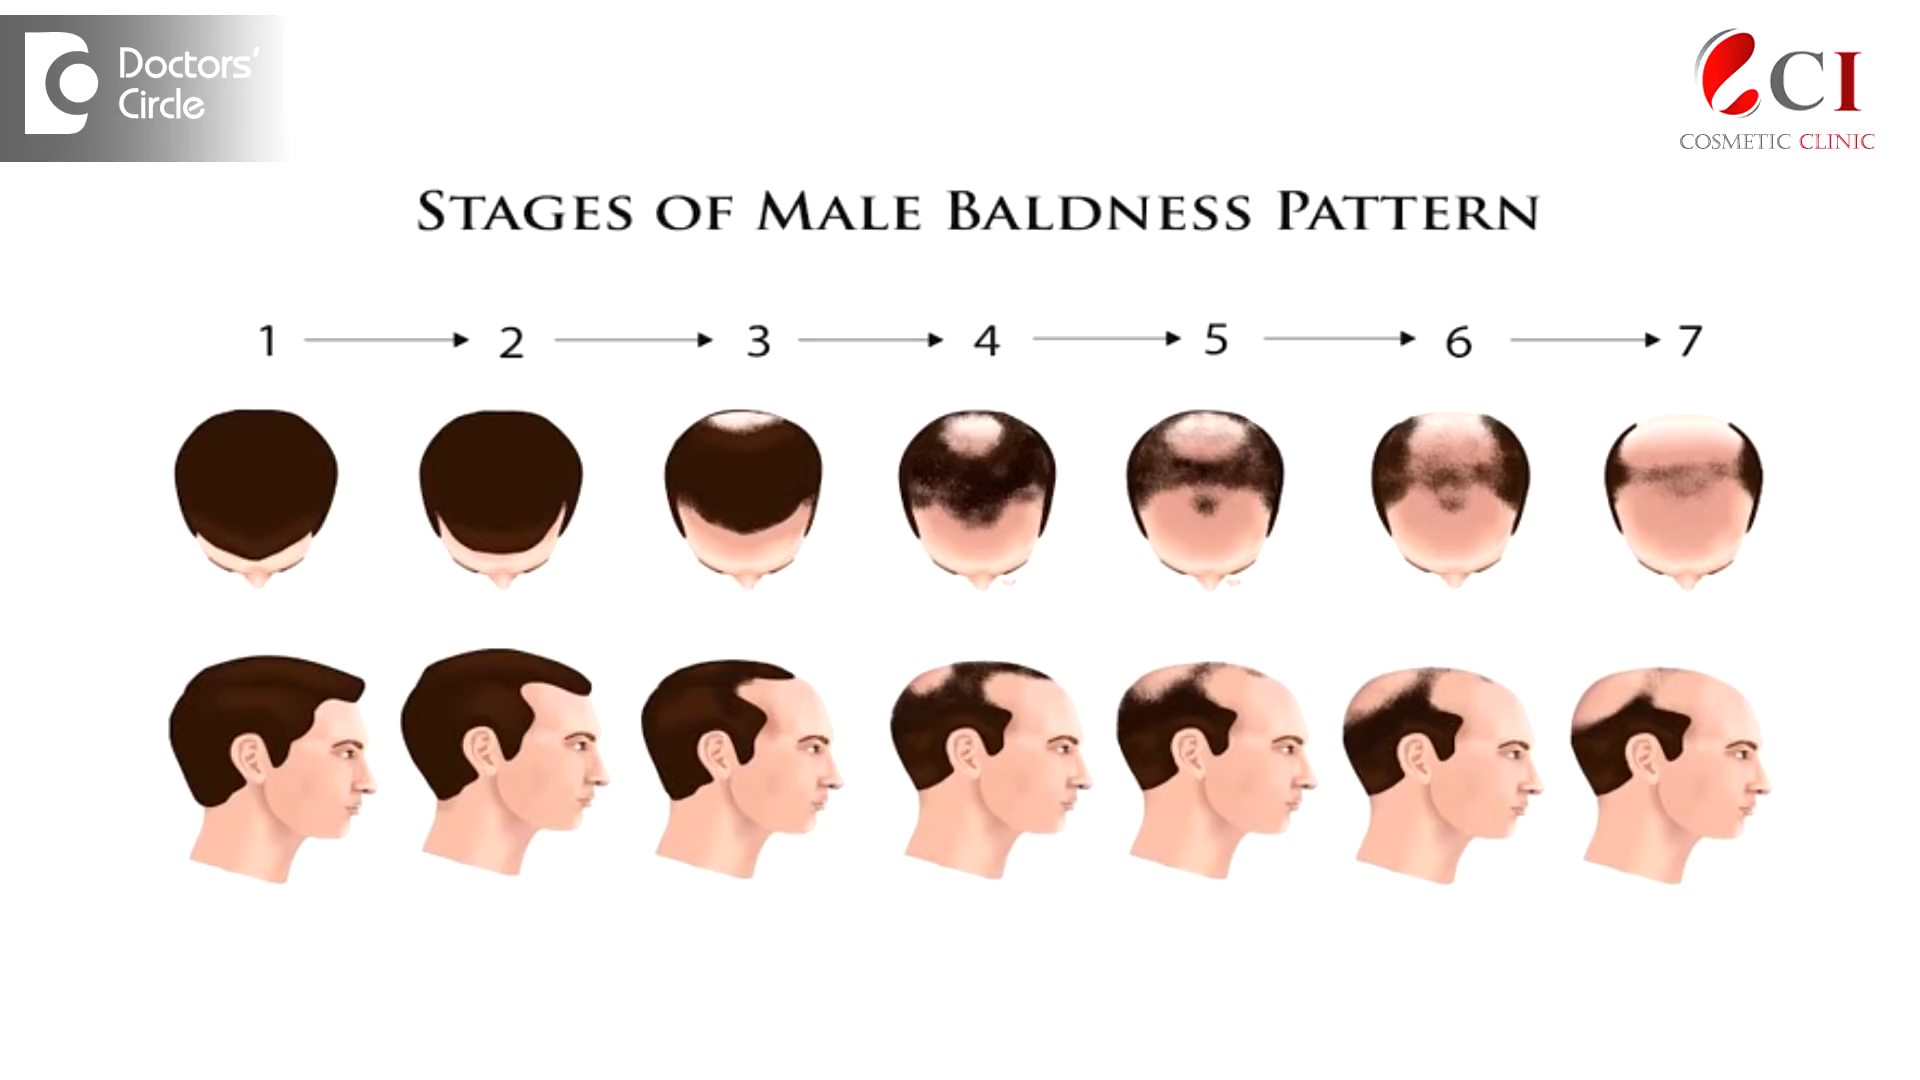 Doctors'
Circle
CI
COSMETIC CLINIC
STAGES OF MALE BALDNESS PATTERN
1 2 3 4 5 6 7